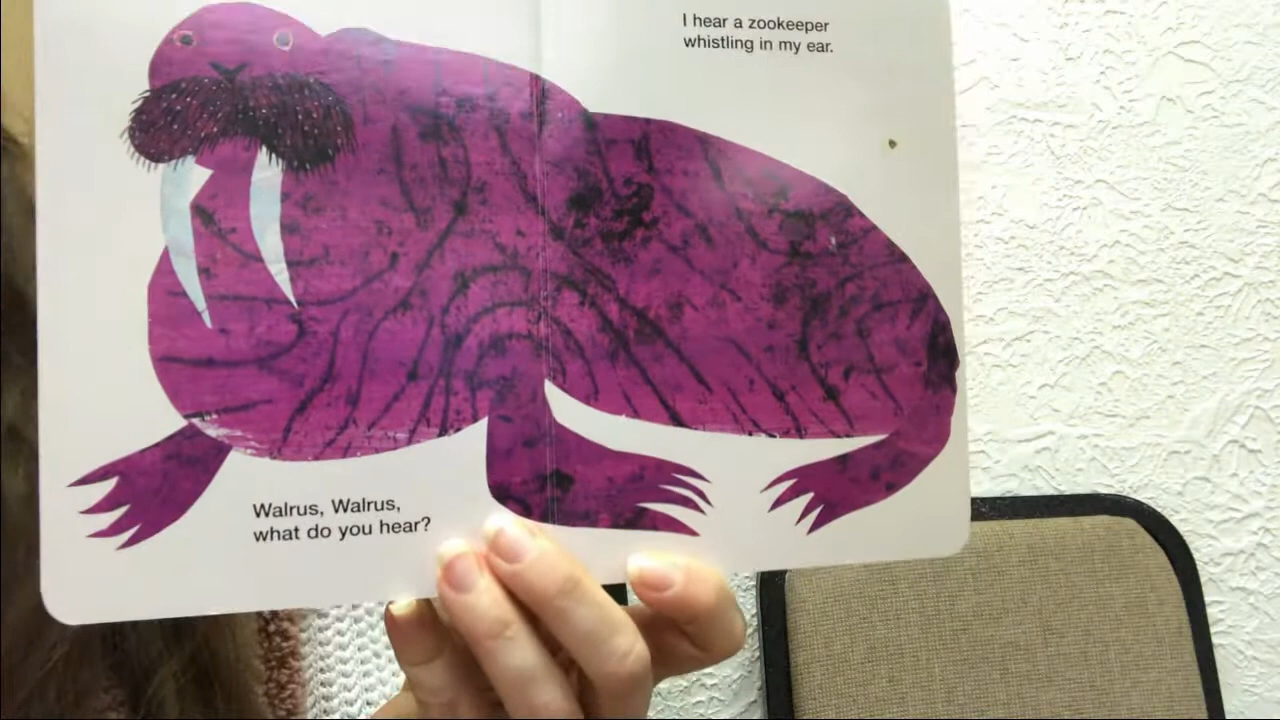 Walrus, Walrus,
what do you hear?
I hear a zookeeper
whistling in my ear.